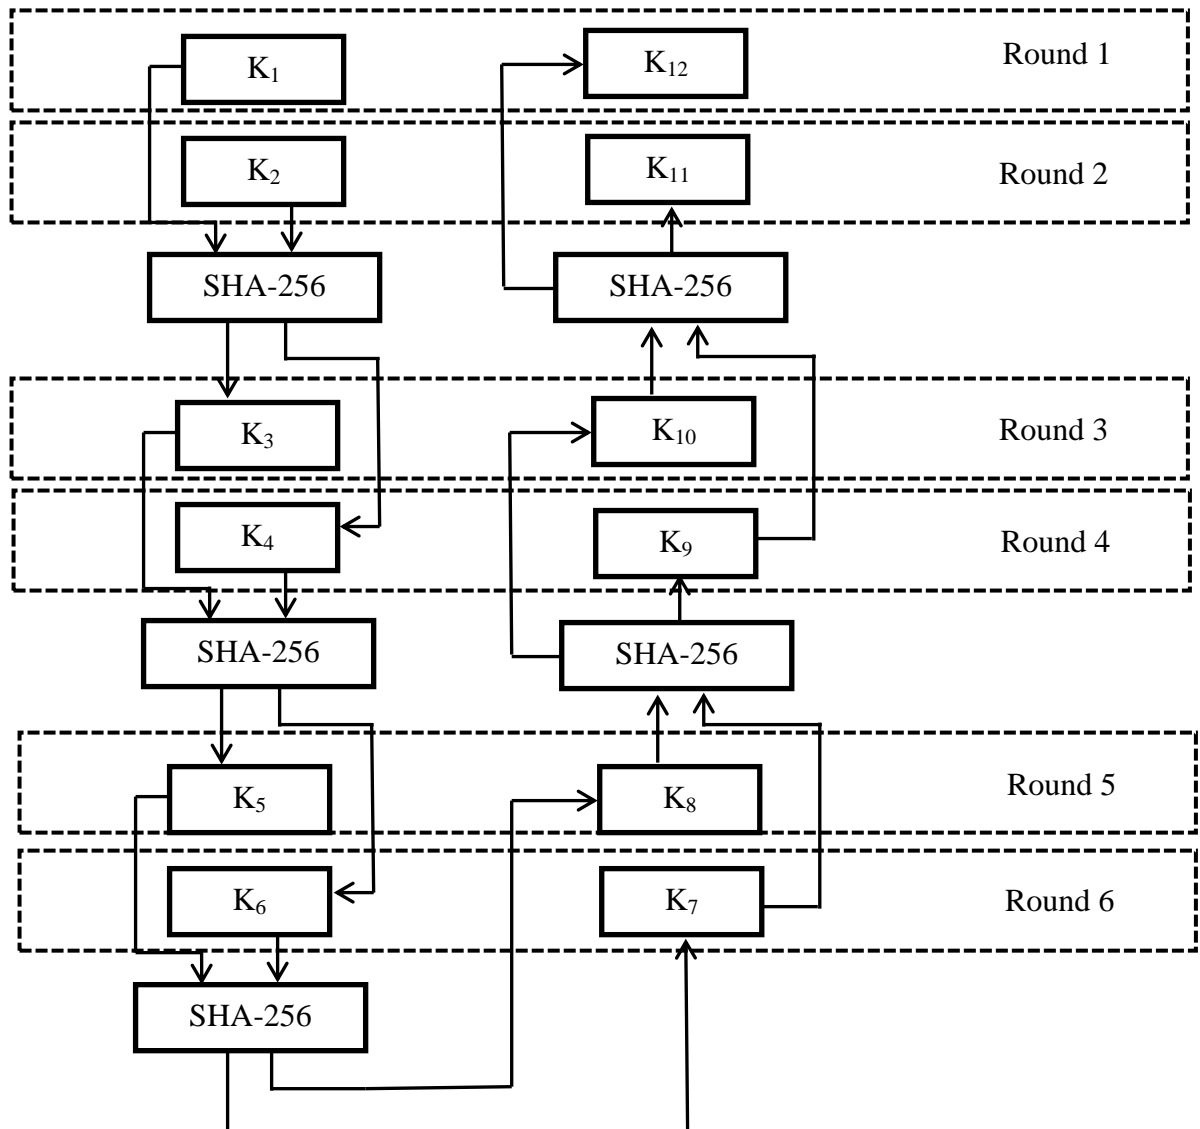 K₁ K₁₂ Round 1
K₂ K₁₁ Round 2
SHA-256 SHA-256
K₃ K₁₀ Round 3
K₄ K₉ Round 4
SHA-256 SHA-256
K₅ K₈ Round 5
K₆ K₇ Round 6
SHA-256